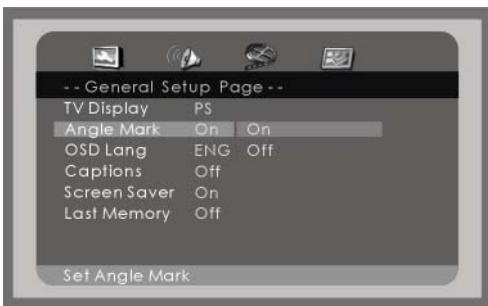 -- General Setup Page --
TV Display PS
Angle Mark On On
OSD Lang ENG Off
Captions Off
Screen Saver On
Last Memory Off
Set Angle Mark